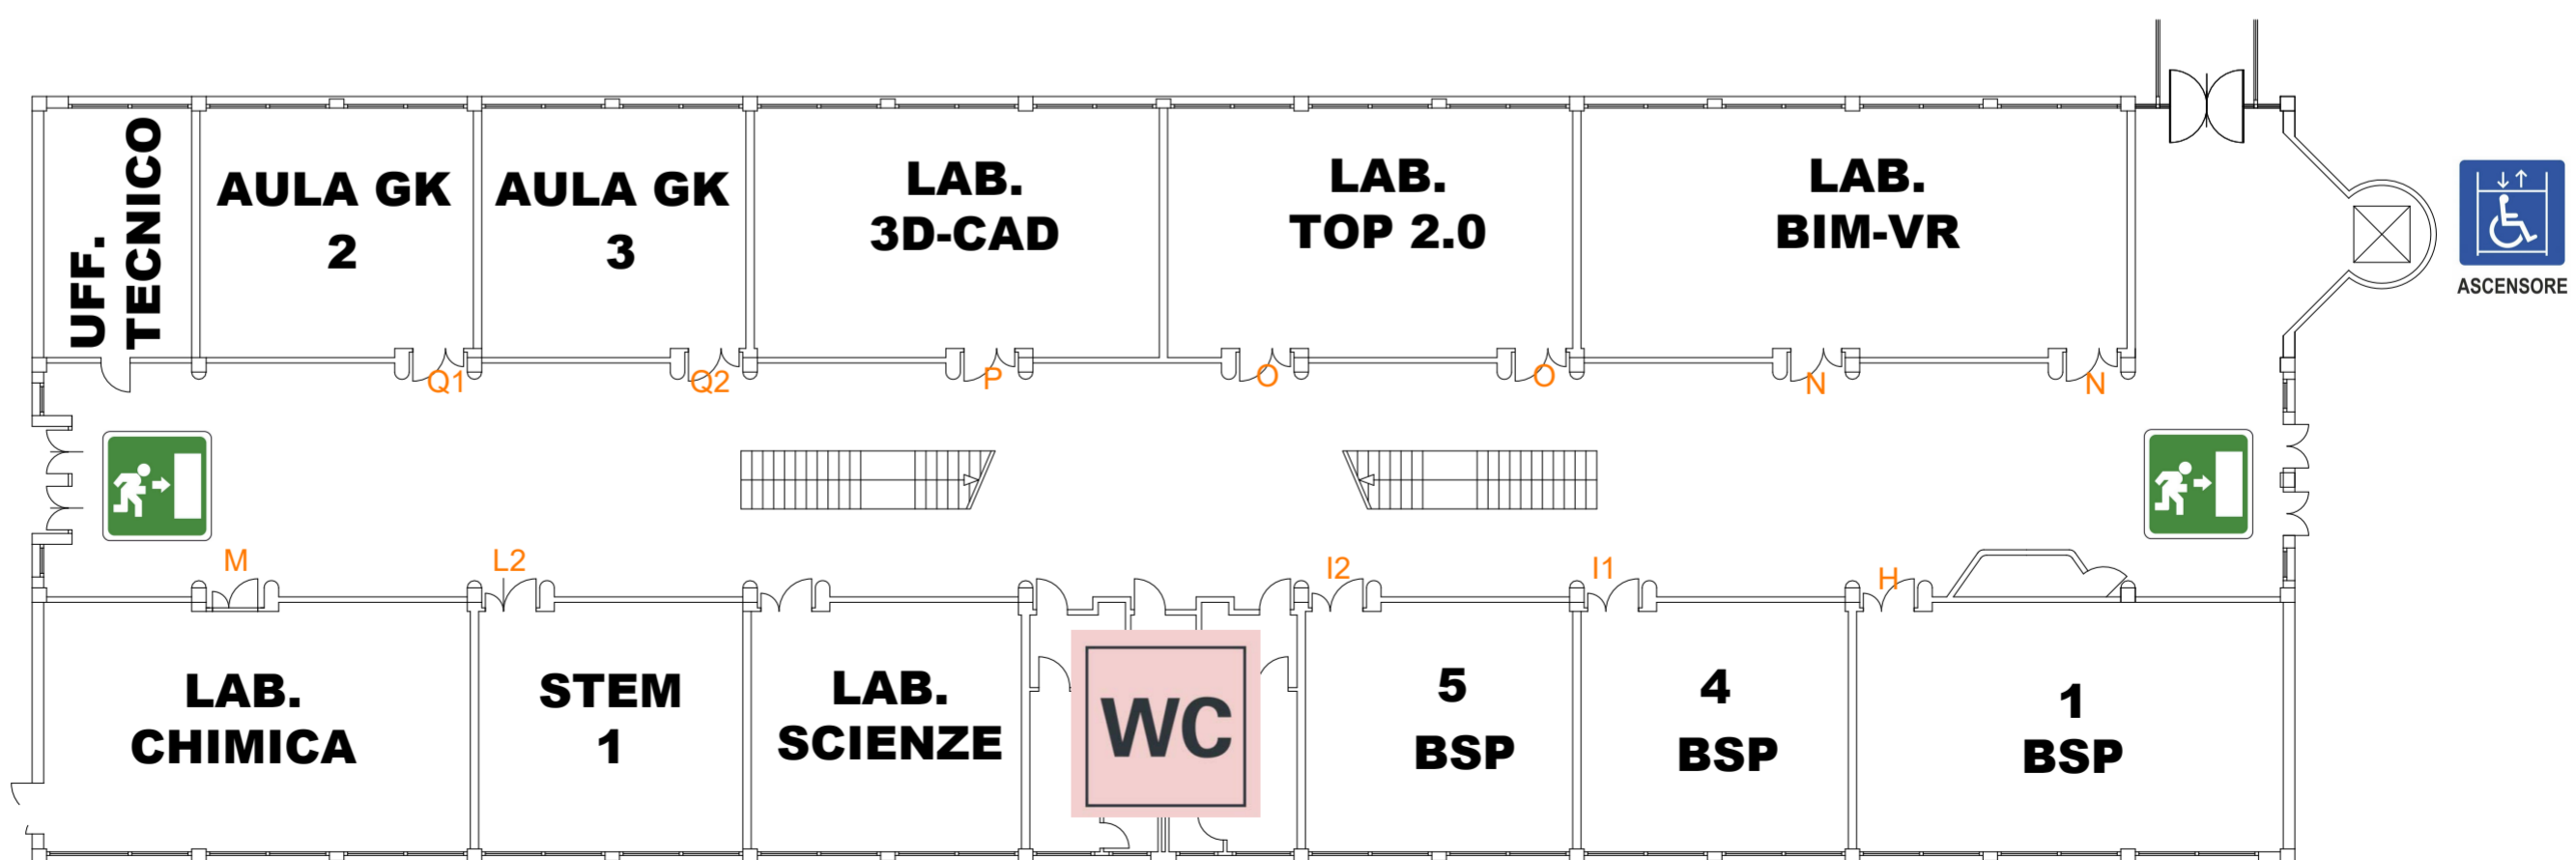 UFF.
TECNICO
AULA GK
2
AULA GK
3
LAB.
3D-CAD
LAB.
TOP 2.0
LAB.
BIM-VR
ASCENSORE
Q1
Q2
P
O
O
N
N
M
L2
I2
I1
H
LAB.
CHIMICA
STEM
1
LAB.
SCIENZE
WC
5
BSP
4
BSP
1
BSP